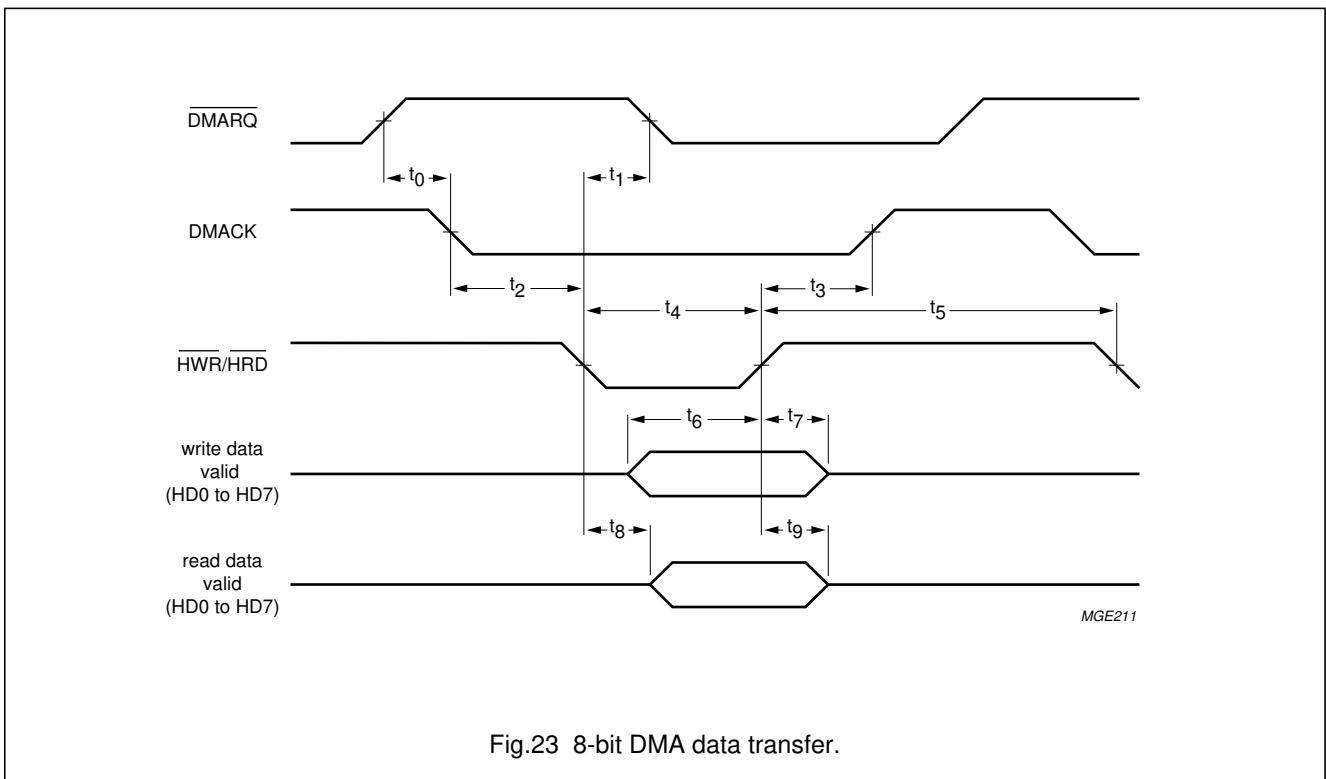 DMARQ
t0
t1
DMACK
t2
t3
t4
t5
HWR/HRD
t6
t7
write data
valid
(HD0 to HD7)
t8
t9
read data
valid
(HD0 to HD7)
MGE211
Fig.23 8-bit DMA data transfer.